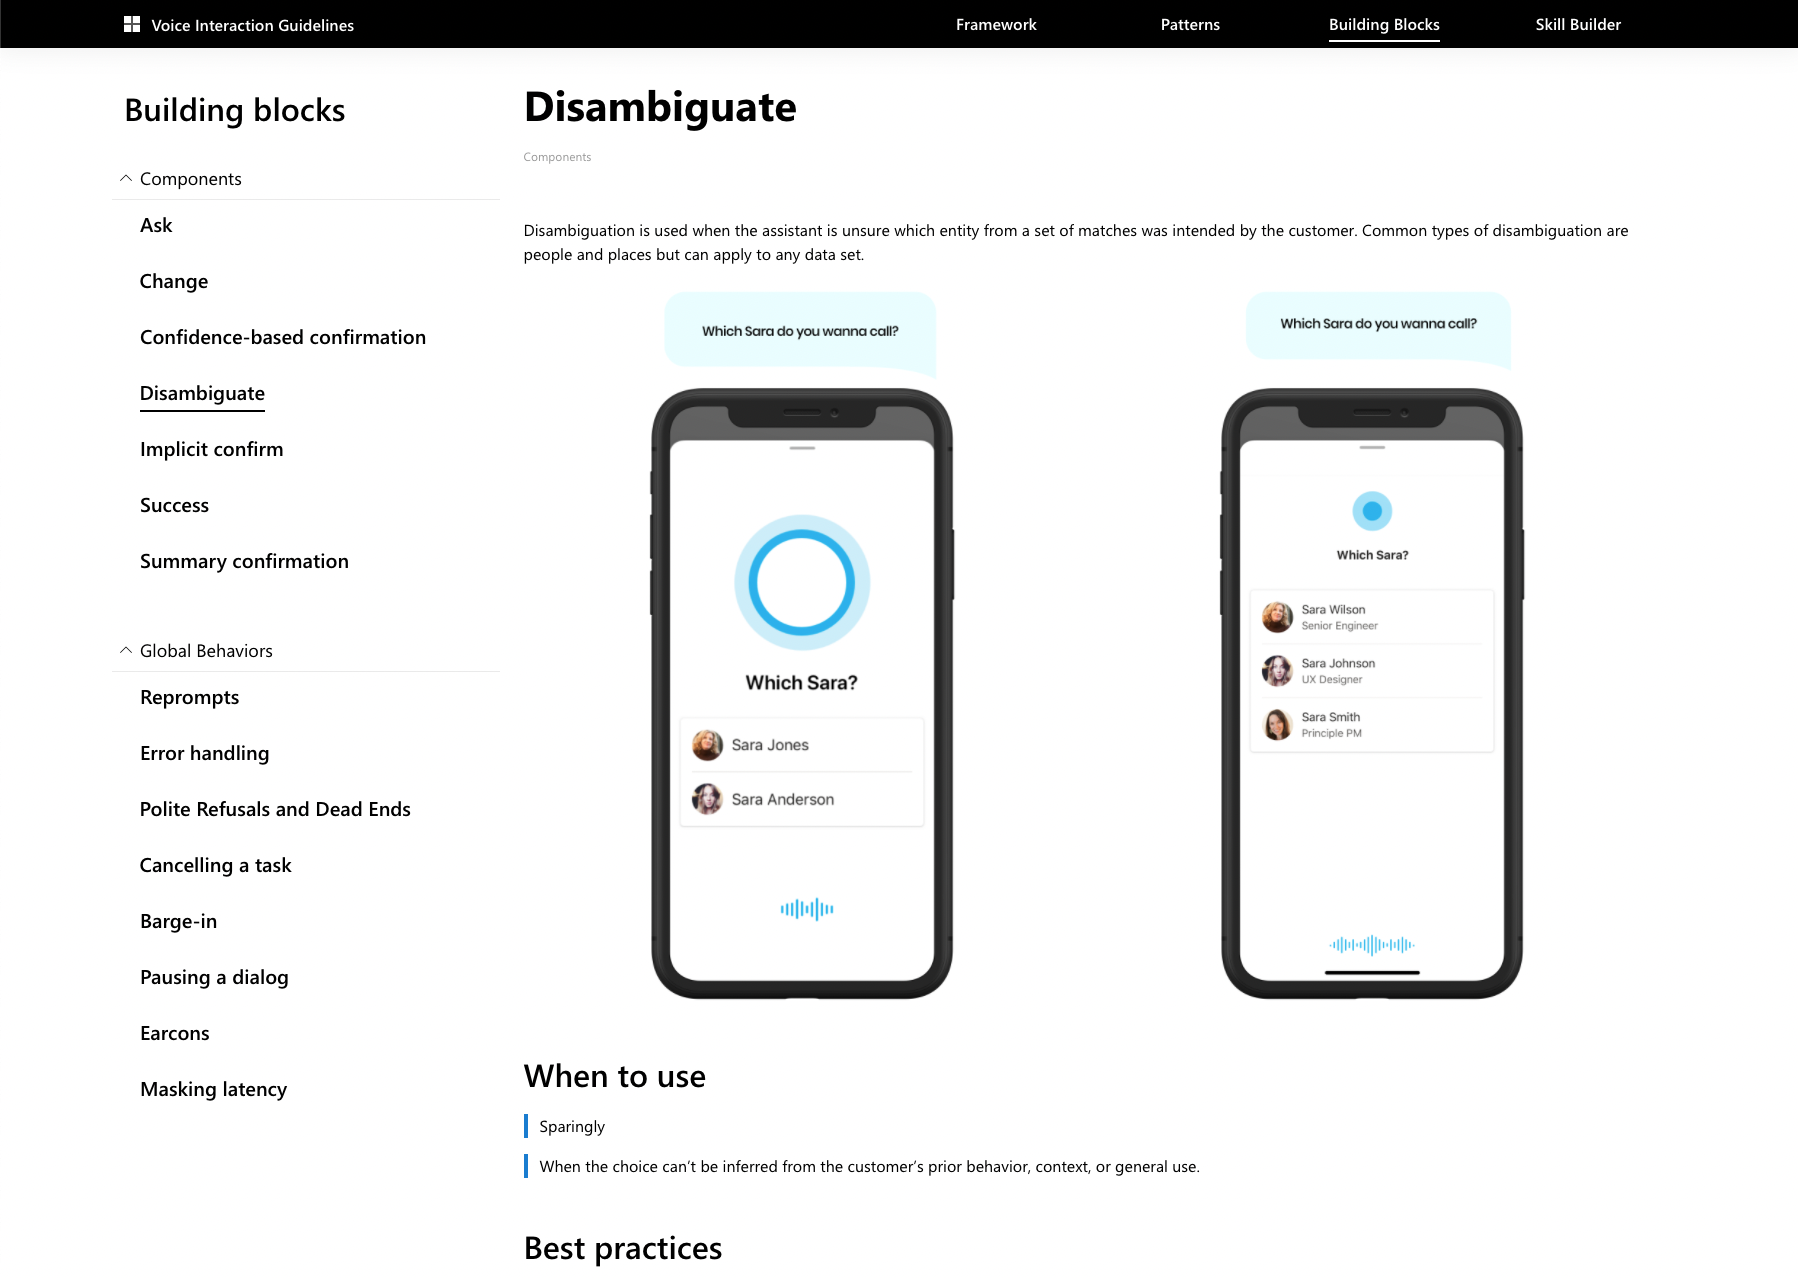 Voice Interaction Guidelines
Framework
Patterns
Building Blocks
Skill Builder
Building blocks
Components
Ask
Change
Confidence-based confirmation
Disambiguate
Implicit confirm
Success
Summary confirmation
Global Behaviors
Reprompts
Error handling
Polite Refusals and Dead Ends
Cancelling a task
Barge-in
Pausing a dialog
Earcons
Masking latency
Disambiguate
Components
Disambiguation is used when the assistant is unsure which entity from a set of matches was intended by the customer. Common types of disambiguation are
people and places but can apply to any data set.
Which Sara do you wanna call?
Which Sara?
Sara Jones
Sara Anderson
Which Sara do you wanna call?
Which Sara?
Sara Wilson
Senior Engineer
Sara Johnson
UX Designer
Sara Smith
Principle PM
When to use
Sparingly
When the choice can’t be inferred from the customer’s prior behavior, context, or general use.
Best practices